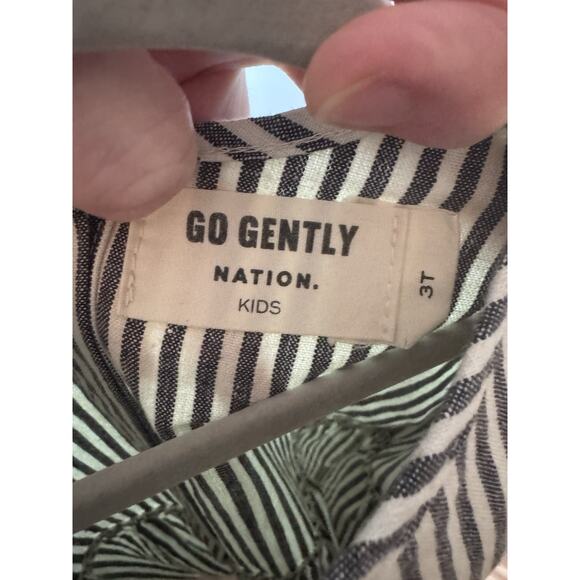 GO GENTLY
NATION.
KIDS
3T